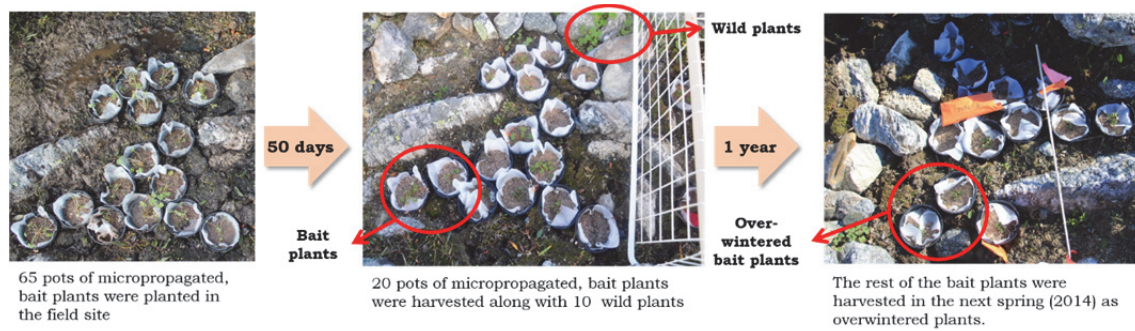 Wild plants
50 days
1 year
Bait
plants
Over-
wintered
bait plants
65 pots of micropropagated,
bait plants were planted in
the field site
20 pots of micropropagated, bait plants
were harvested along with 10 wild plants
The rest of the bait plants were
harvested in the next spring (2014) as
overwintered plants.